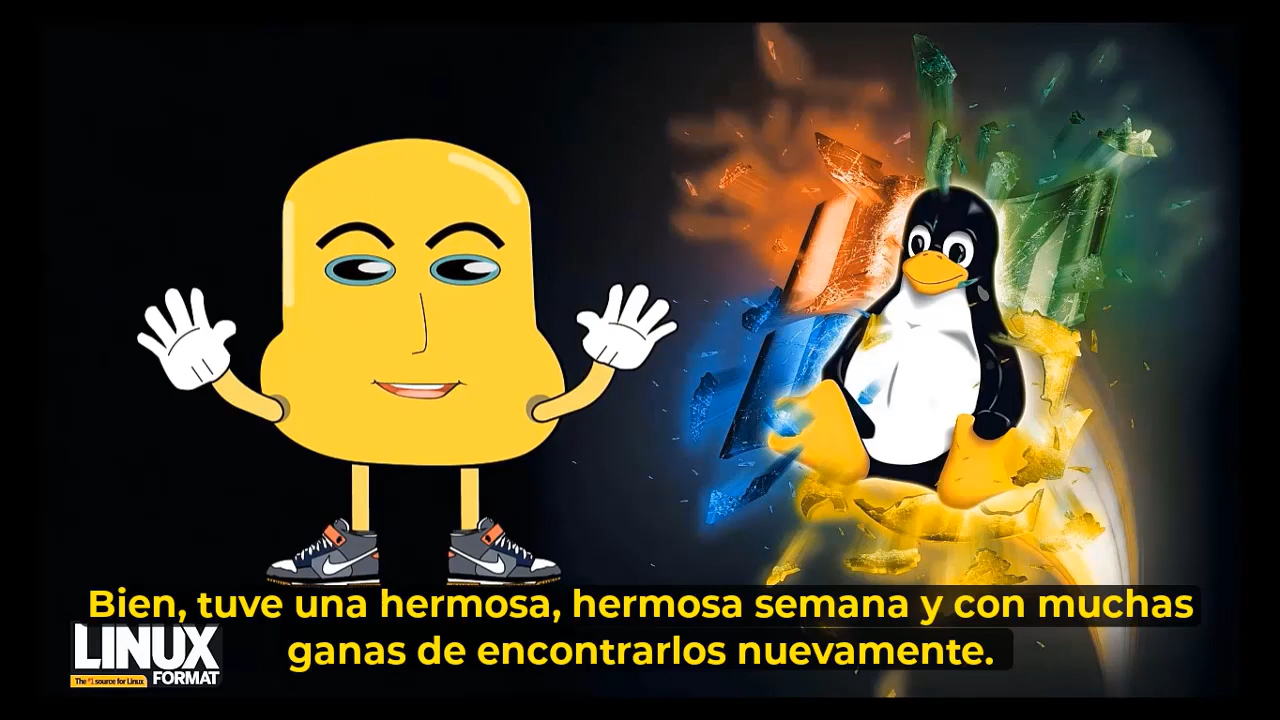 Bien, tuve una hermosa, hermosa semana y con muchas
ganas de encontrarlos nuevamente.
LINUX
The #1 source for Linux
FORMAT